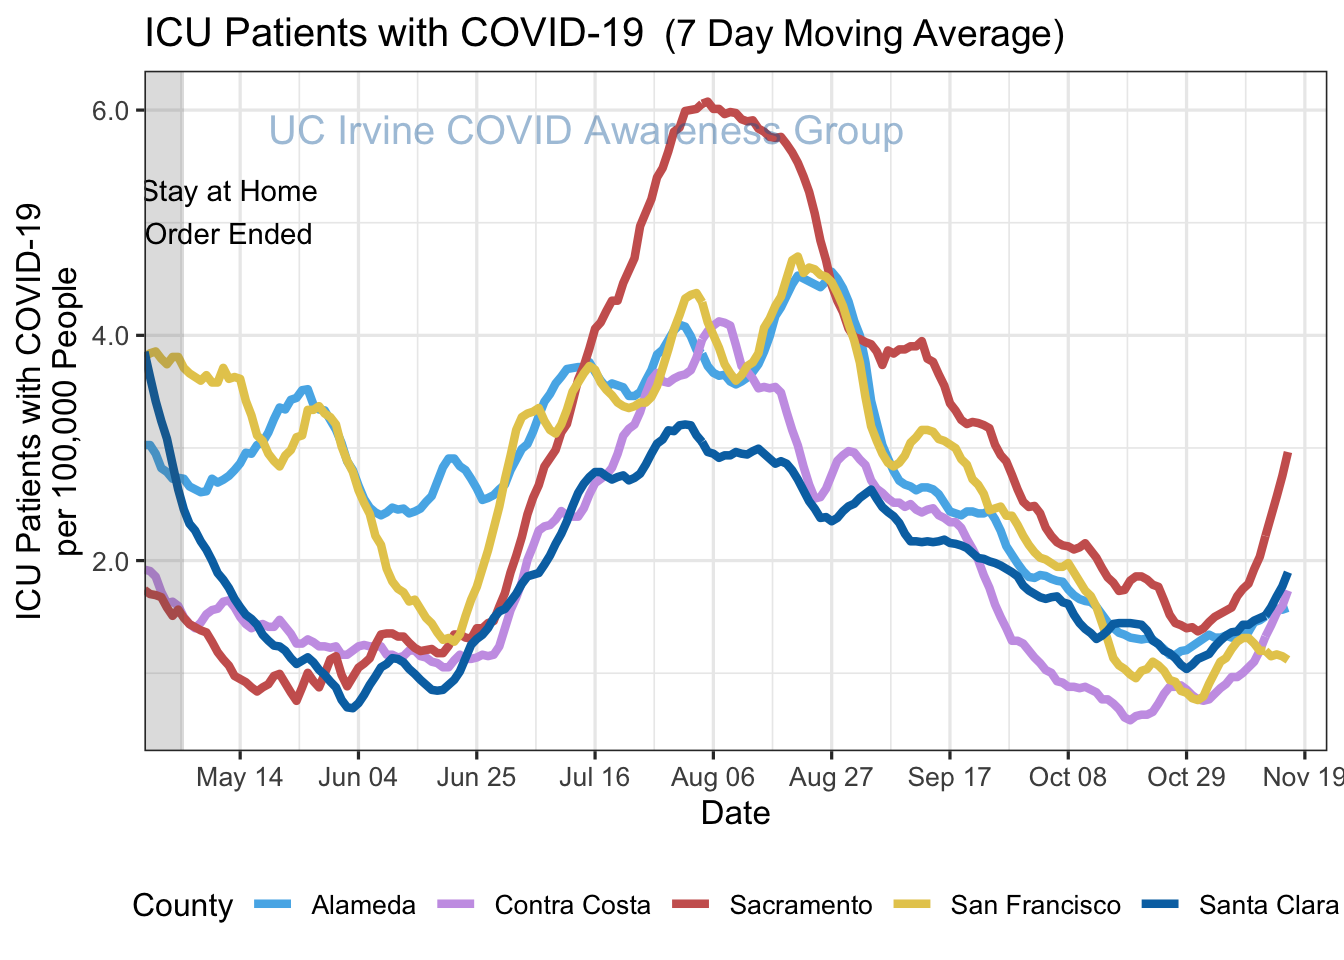 ICU Patients with COVID-19 (7 Day Moving Average)
UC Irvine COVID Awareness Group
Stay at Home
Order Ended
ICU Patients with COVID-19
per 100,000 People
6.0
4.0
2.0
May 14 Jun 04 Jun 25 Jul 16 Aug 06 Aug 27 Sep 17 Oct 08 Oct 29 Nov 19
Date
County Alameda Contra Costa Sacramento San Francisco Santa Clara